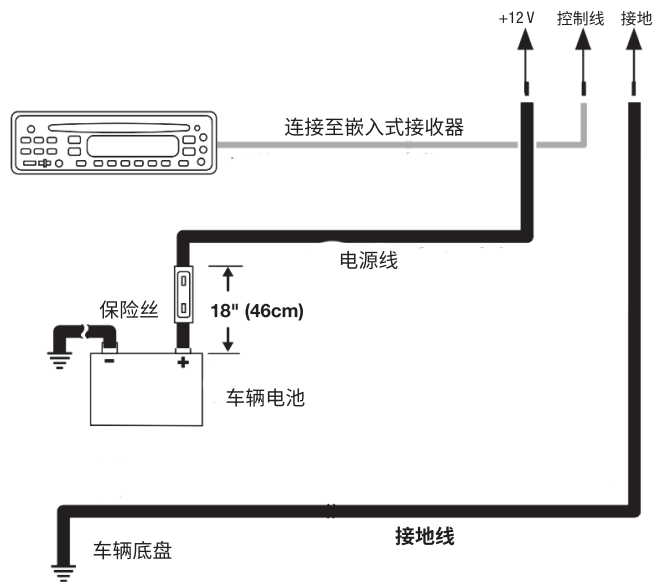 +12 V 控制线 接地
连接至嵌入式接收器
电源线
保险丝
18" (46cm)
- +
车辆电池
接地线
车辆底盘